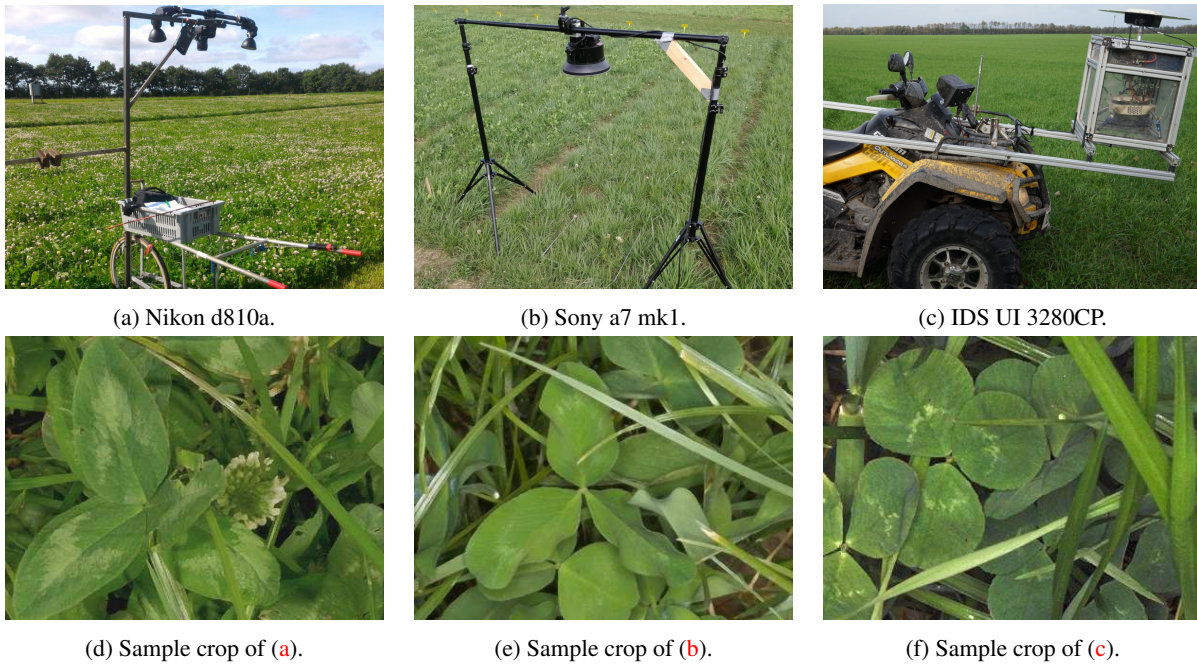 (a) Nikon d810a.
(b) Sony a7 mk1.
(c) IDS UI 3280CP.
(d) Sample crop of (a).
(e) Sample crop of (b).
(f) Sample crop of (c).